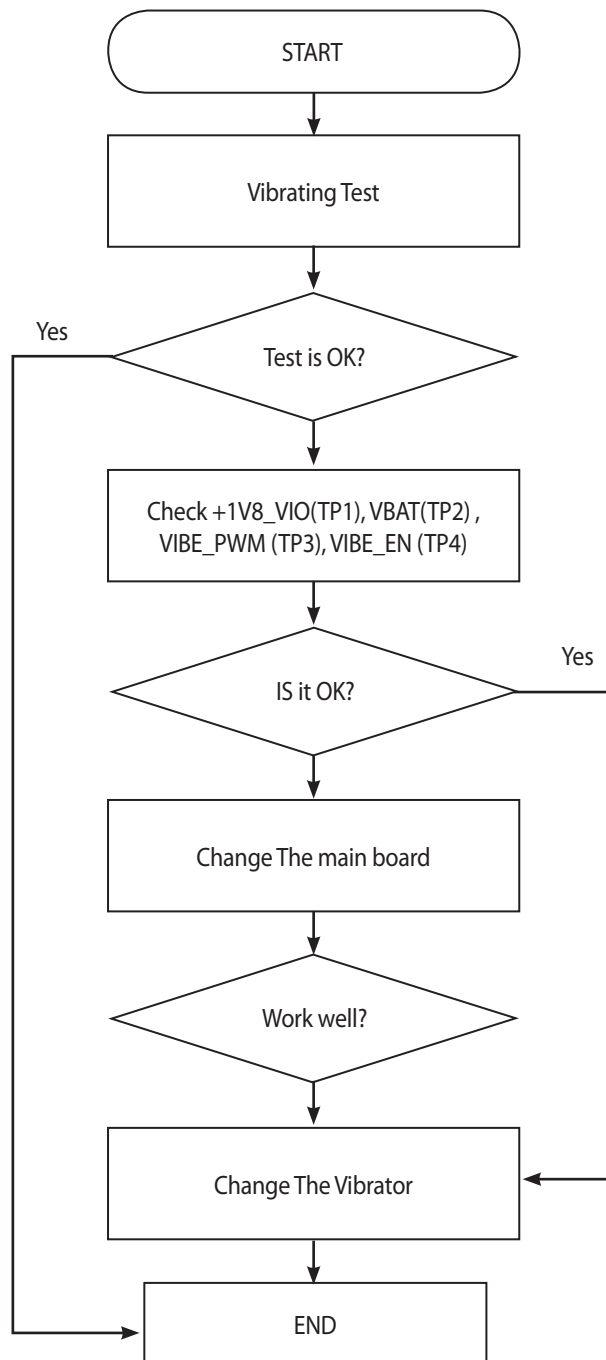 START
Vibrating Test
Yes
Test is OK?
Check +1V8_VIO(TP1), VBAT(TP2) ,
VIBE_PWM (TP3), VIBE_EN (TP4)
Yes
IS it OK?
Change The main board
Work well?
Change The Vibrator
END